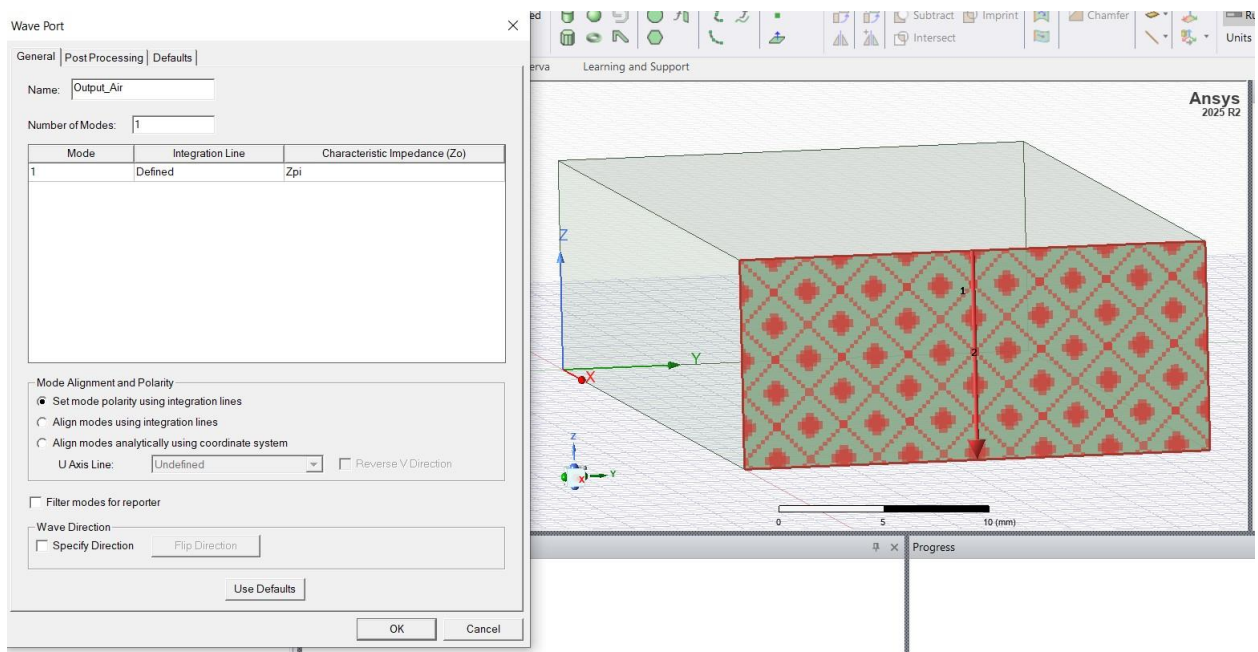 Wave Port
General Post Processing Defaults
Name: Output_Air
Number of Modes: 1
Mode Integration Line Characteristic Impedance (Zo)
1 Defined Zpi
Mode Alignment and Polarity
Set mode polarity using integration lines
Align modes using integration lines
Align modes analytically using coordinate system
U Axis Line: Undefined Reverse V Direction
Filter modes for reporter
Wave Direction
Specify Direction Flip Direction
Use Defaults
OK Cancel
Subtract Imprint Chamfer
Intersect Units
Learning and Support
Ansys
2025 R2
Z
Y
X
1
2
Z
Y
X
0 5 10 (mm)
Progress